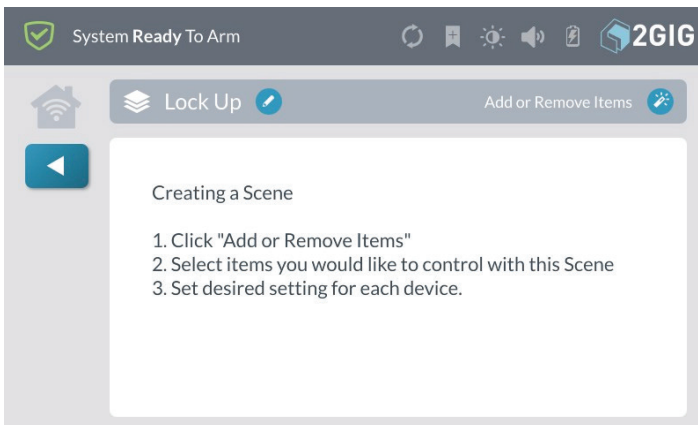 System Ready To Arm
2GIG
Lock Up
Add or Remove Items
Creating a Scene
1. Click "Add or Remove Items"
2. Select items you would like to control with this Scene
3. Set desired setting for each device.